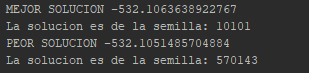 MEJOR SOLUCION -532.1063638922767
La solucion es de la semilla: 10101
PEOR SOLUCION -532.1051485704884
La solucion es de la semilla: 570143